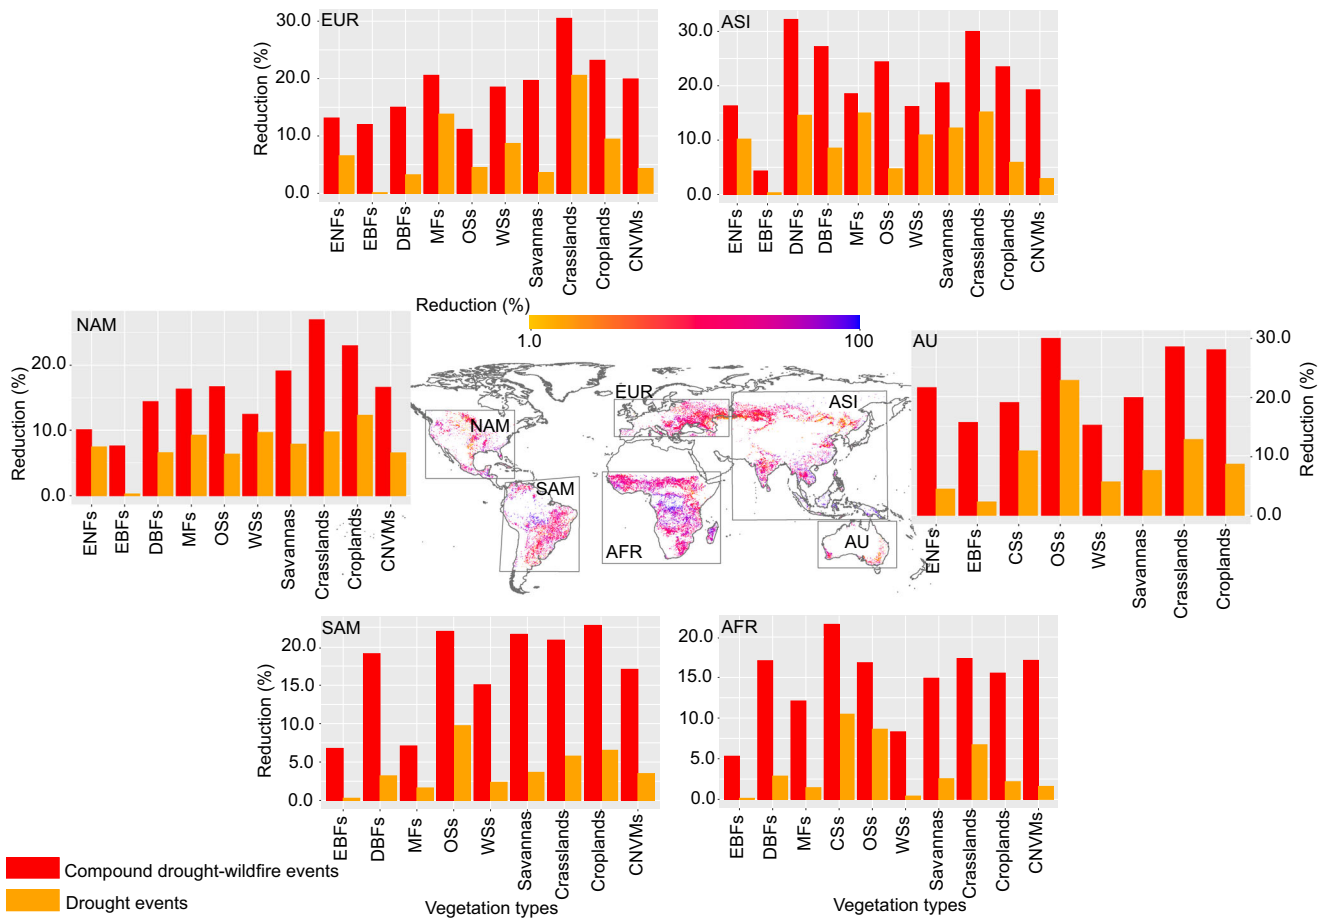 EUR
Reduction (%)
30.0
20.0
10.0
0.0
ENFs
EBFs
DBFs
MFs
OSs
WSs
Savannas
Crasslands
Croplands
CNVMs
ASI
30.0
20.0
10.0
0.0
ENFs
EBFs
DNFs
DBFs
MFs
OSs
WSs
Savannas
Crasslands
Croplands
CNVMs
NAM
Reduction (%)
20.0
10.0
0.0
ENFs
EBFs
DBFs
MFs
OSs
WSs
Savannas
Crasslands
Croplands
CNVMs
Reduction (%)
1.0
100
EUR
ASI
NAM
SAM
AFR
AU
AU
30.0
20.0
10.0
0.0
Reduction (%)
ENFs
EBFs
CSs
OSs
WSs
Savannas
Crasslands
Croplands
SAM
Reduction (%)
20.0
15.0
10.0
5.0
0.0
EBFs
DBFs
MFs
OSs
WSs
Savannas
Crasslands
Croplands
CNVMs
Vegetation types
AFR
20.0
15.0
10.0
5.0
0.0
EBFs
DBFs
MFs
CSs
OSs
WSs
Savannas
Crasslands
Croplands
CNVMs
Vegetation types
Compound drought-wildfire events
Drought events